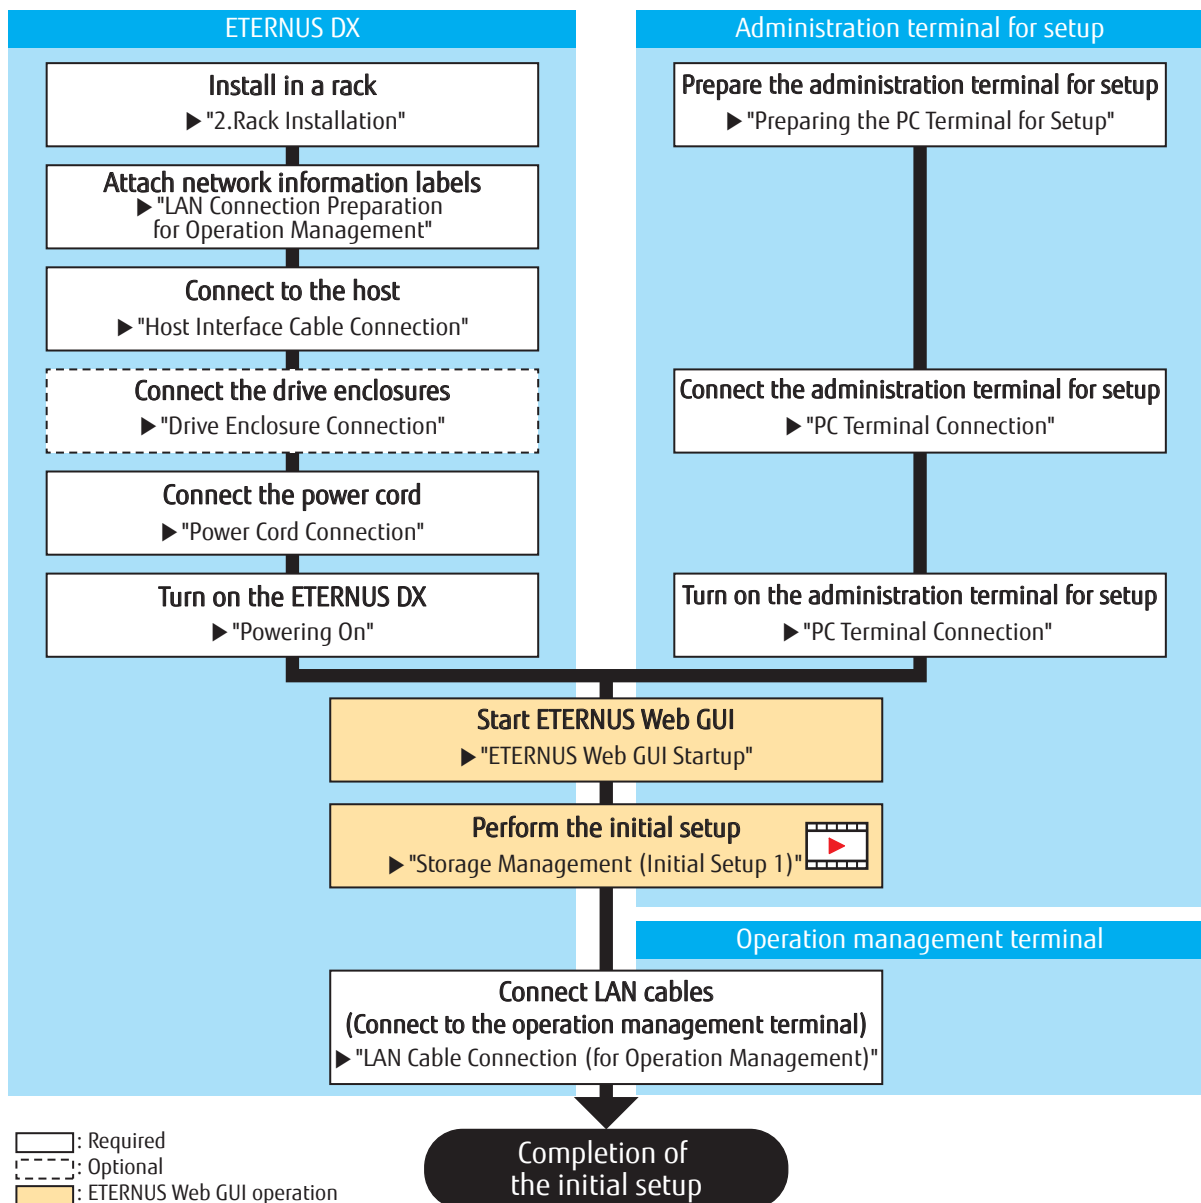 ETERNUS DX
Install in a rack
▶ "2.Rack Installation"
Attach network information labels
▶ "LAN Connection Preparation
for Operation Management"
Connect to the host
▶ "Host Interface Cable Connection"
Connect the drive enclosures
▶ "Drive Enclosure Connection"
Connect the power cord
▶ "Power Cord Connection"
Turn on the ETERNUS DX
▶ "Powering On"
Administration terminal for setup
Prepare the administration terminal for setup
▶ "Preparing the PC Terminal for Setup"
Connect the administration terminal for setup
▶ "PC Terminal Connection"
Turn on the administration terminal for setup
▶ "PC Terminal Connection"
Start ETERNUS Web GUI
▶ "ETERNUS Web GUI Startup"
Perform the initial setup
▶ "Storage Management (Initial Setup 1)"
Operation management terminal
Connect LAN cables
(Connect to the operation management terminal)
▶ "LAN Cable Connection (for Operation Management)"
Completion of
the initial setup
: Required
: Optional
: ETERNUS Web GUI operation